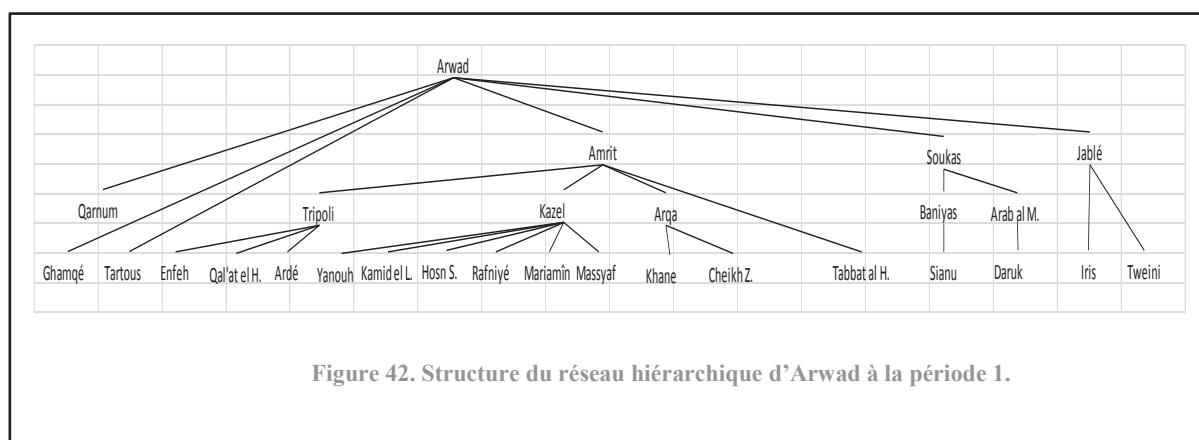 Arwad
Amrit Soukas Jablé
Qarnum Tripoli Kazel Arqa Baniyas Arab al M.
Ghamqé Tartous Enfeh Qal'at el H. Ardé Yanouh Kamid el L. Hosn S. Rafniyé Mariamîn Massyaf Khane Cheikh Z. Tabbat al H. Sianu Daruk Iris Tweini
Figure 42. Structure du réseau hiérarchique d’Arwad à la période 1.